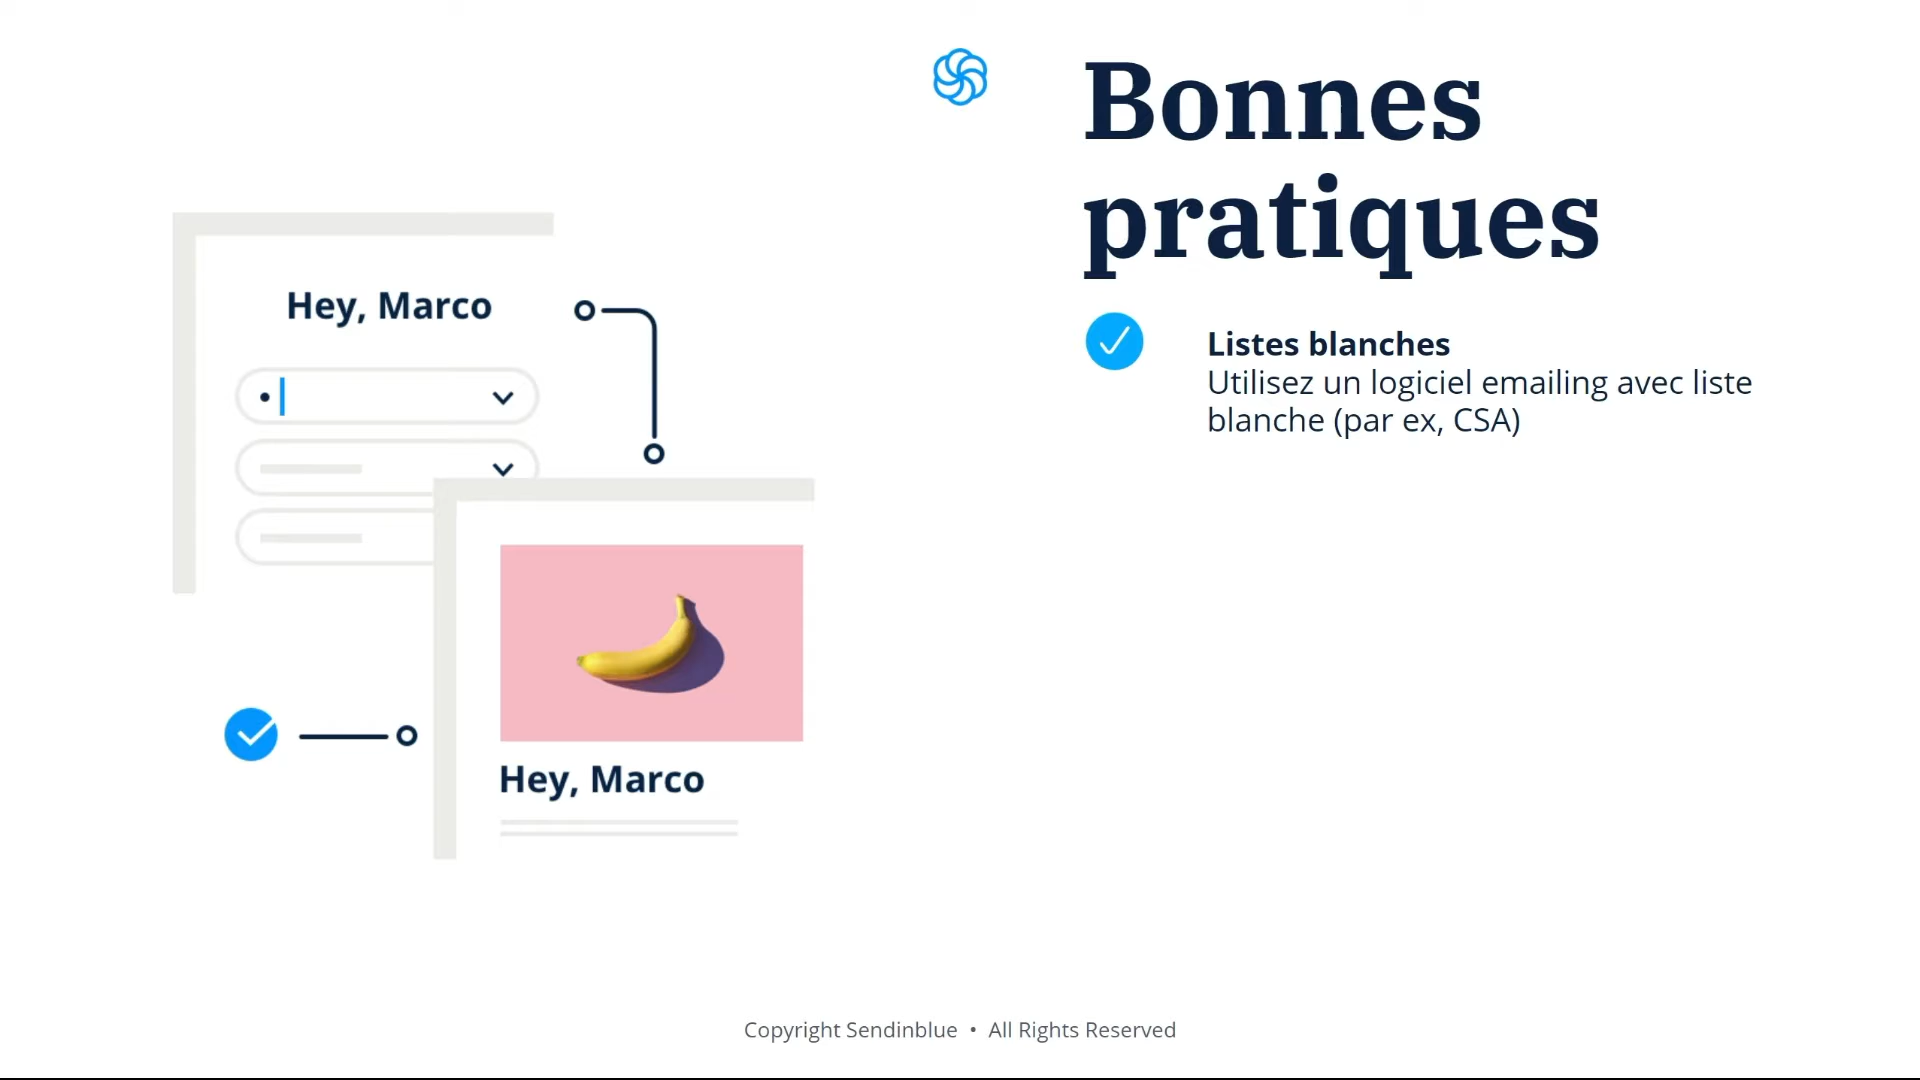 Bonnes
pratiques
Hey, Marco
Listes blanches
Utilisez un logiciel emailing avec liste
blanche (par ex, CSA)
Hey, Marco
Copyright Sendinblue • All Rights Reserved